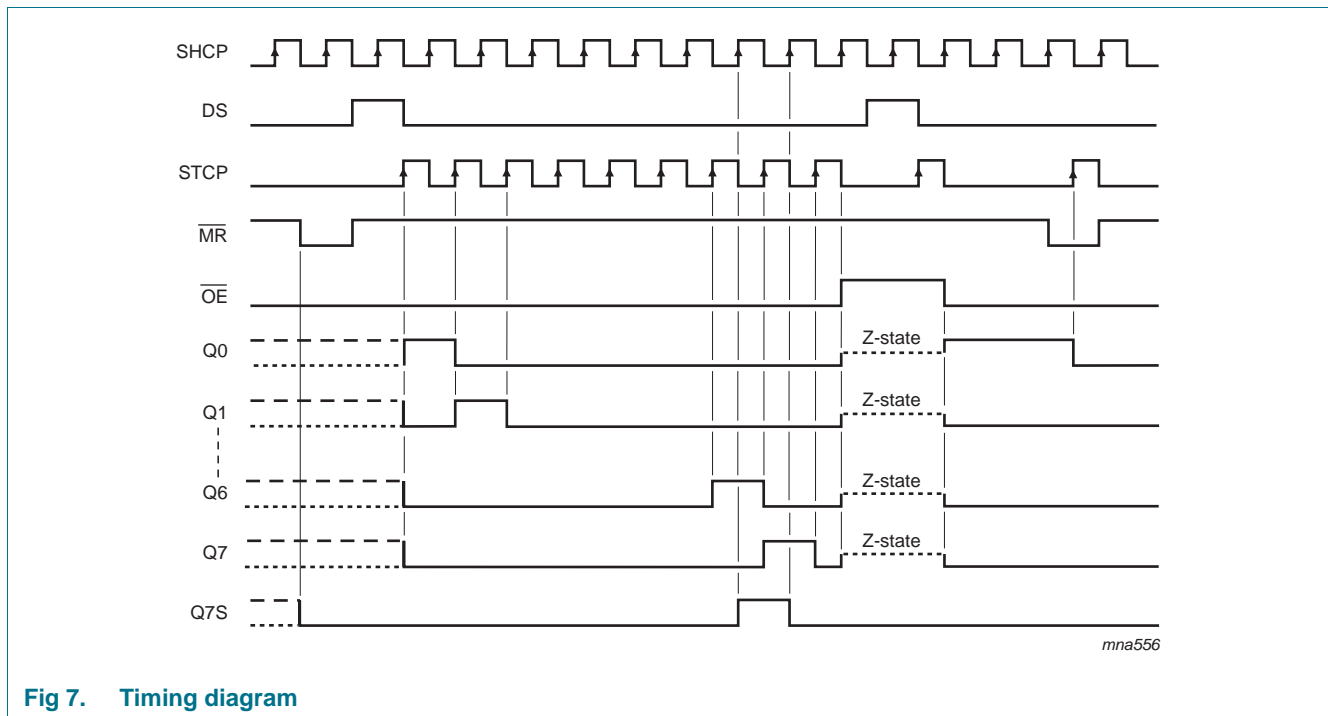 SHCP
DS
STCP
MR
OE
Q0
Z-state
Q1
Z-state
Q6
Z-state
Q7
Z-state
Q7S
mna556
Fig 7. Timing diagram